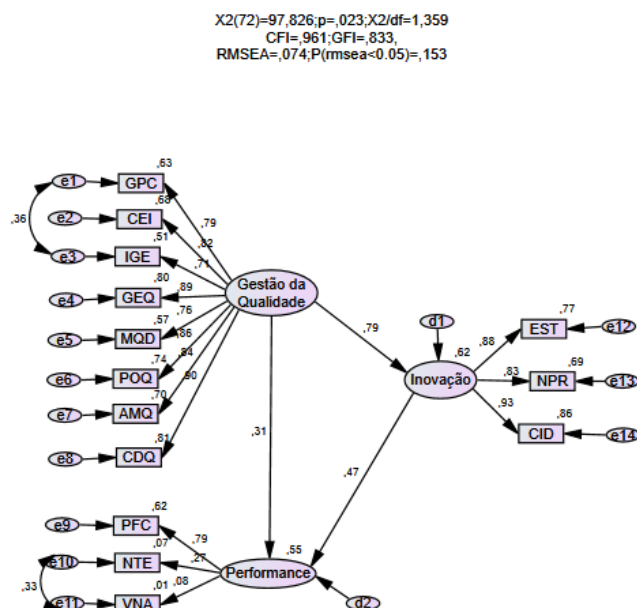 X2(72)=97,826;p=,023;X2/df=1,359
CFI=,961;GFI=,833,
RMSEA=,074;P(rmsea<0.05)=,153
,63
e1 GPC
,68 ,79
e2 CEI
,36 ,51 ,82
e3 IGE ,71
,80 Gestão da
e4 GEQ ,89 Qualidade
,57 ,76 ,79 d1 ,77
e5 MQD ,86 ,88 EST e12
,74 ,84 ,62 ,69
e6 POQ ,90 Inovação ,83 NPR e13
,70 ,93
e7 AMQ ,86
,81 ,31 CID e14
e8 CDQ
,47
,62
e9 PFC ,79
,07 ,55
e10 NTE ,27 Performance
,33 ,01 ,08
e11 VNA d2